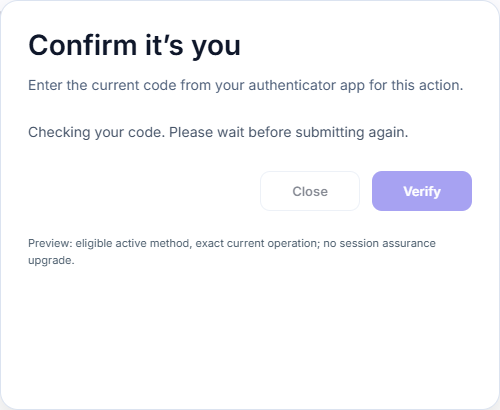 Confirm it’s you
Enter the current code from your authenticator app for this action.
Checking your code. Please wait before submitting again.
Close
Verify
Preview: eligible active method, exact current operation; no session assurance
upgrade.